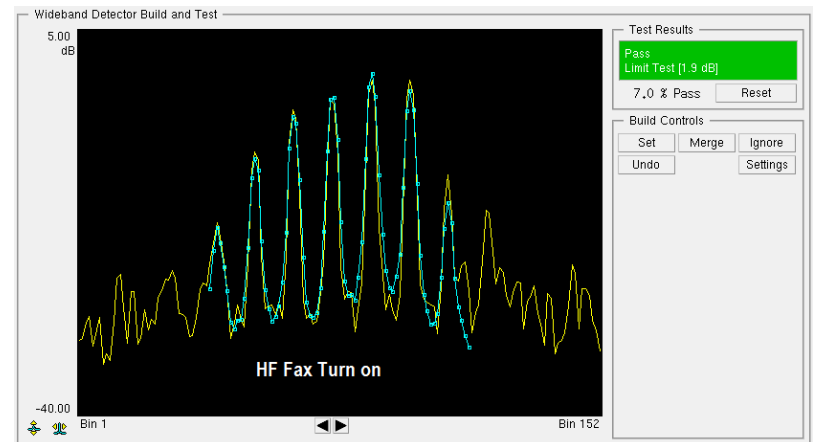 Wideband Detector Build and Test
5.00
dB
-40.00
Bin 1
Bin 152
HF Fax Turn on
Test Results
Pass
Limit Test [1.9 dB]
7.0 % Pass
Reset
Build Controls
Set
Merge
Ignore
Undo
Settings